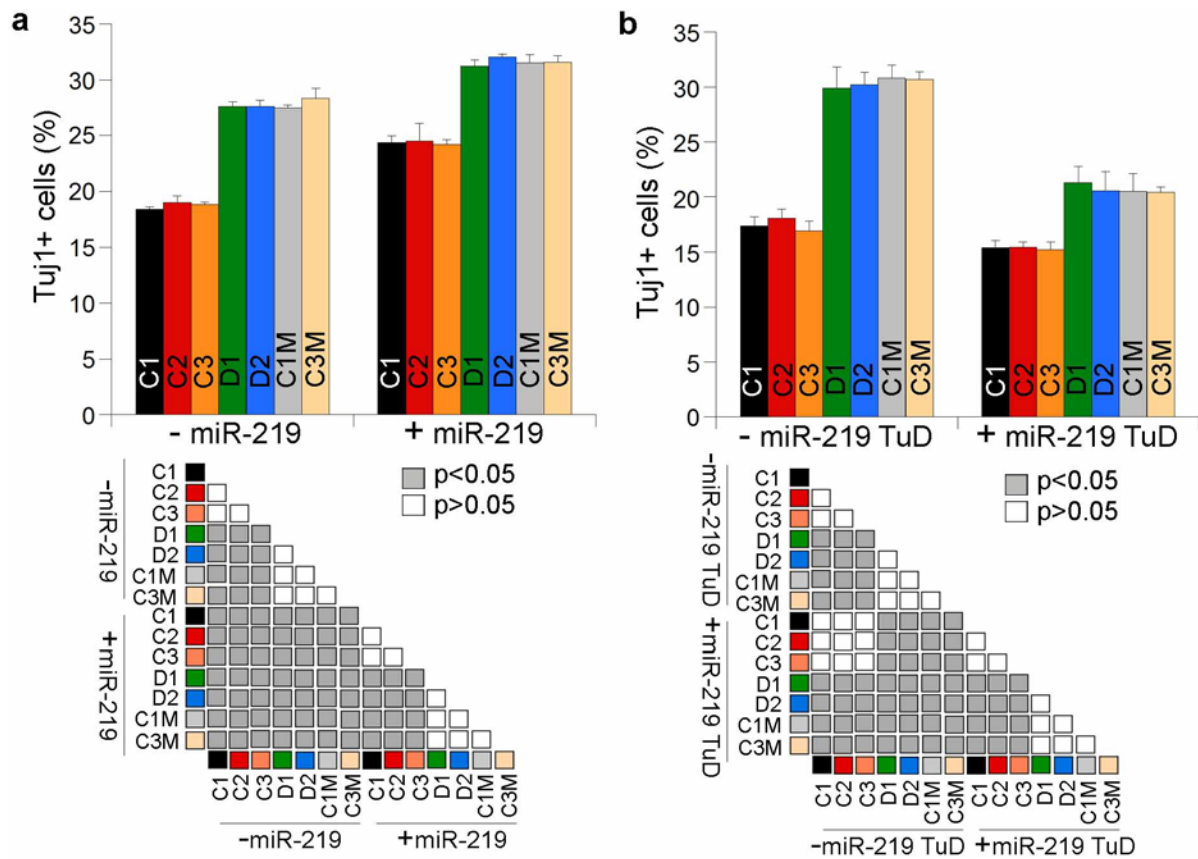 a
35
30
25
20
15
10
5
0
Tuj1+ cells (%)
C1
C2
C3
D1
D2
C1M
C3M
C1
C2
C3
D1
D2
C1M
C3M
- miR-219
+ miR-219
p<0.05
p>0.05
-miR-219
C1
C2
C3
D1
D2
C1M
C3M
+miR-219
C1
C2
C3
D1
D2
C1M
C3M
C1
C2
C3
D1
D2
C1M
C3M
C1
C2
C3
D1
D2
C1M
C3M
-miR-219
+miR-219
b
35
30
25
20
15
10
5
0
Tuj1+ cells (%)
C1
C2
C3
D1
D2
C1M
C3M
C1
C2
C3
D1
D2
C1M
C3M
- miR-219 TuD
+ miR-219 TuD
p<0.05
p>0.05
-miR-219 TuD
C1
C2
C3
D1
D2
C1M
C3M
+miR-219 TuD
C1
C2
C3
D1
D2
C1M
C3M
C1
C2
C3
D1
D2
C1M
C3M
C1
C2
C3
D1
D2
C1M
C3M
-miR-219 TuD
+miR-219 TuD